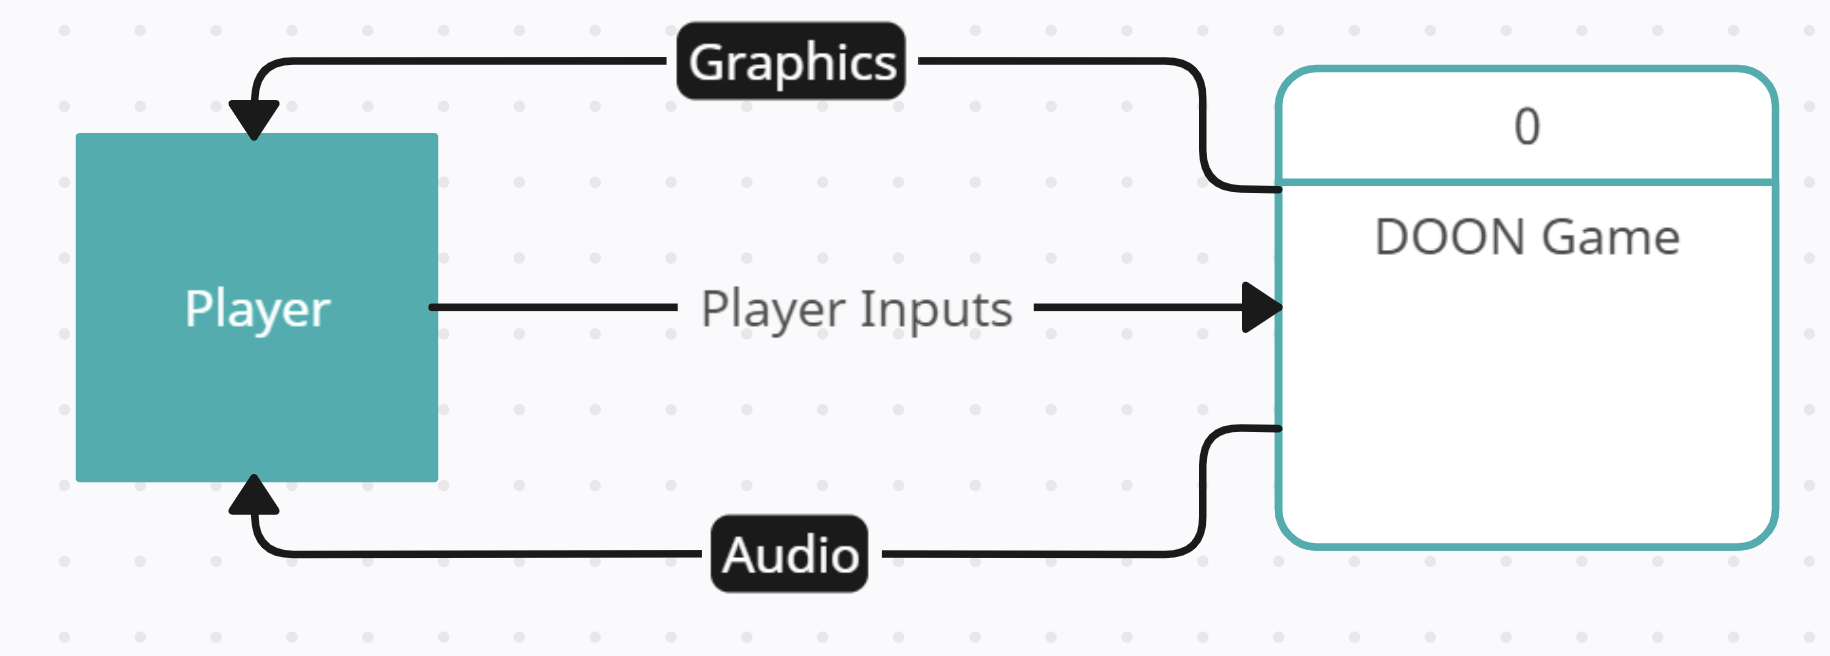 Graphics
0
DOON Game
Player
Player Inputs
Audio